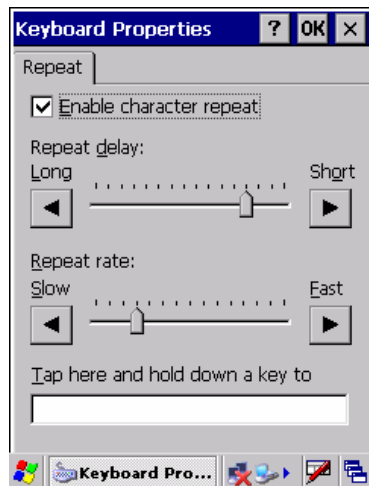 Keyboard Properties ? OK ×
Repeat
Enable character repeat
Repeat delay:
Long Short
Repeat rate:
Slow Fast
Tap here and hold down a key to
Keyboard Pro...